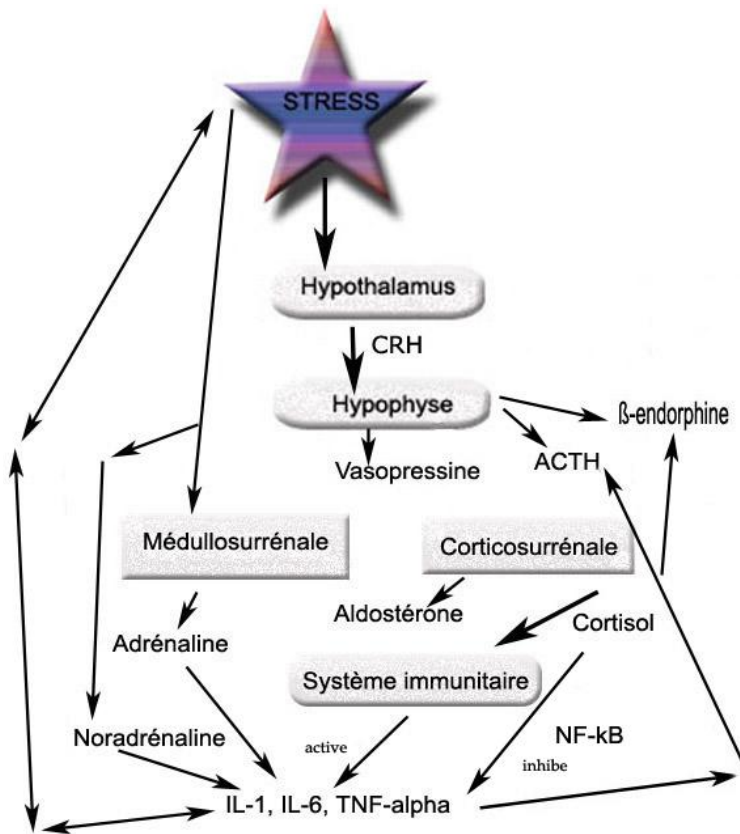 STRESS
Hypothalamus
CRH
Hypophyse
ß-endorphine
Vasopressine
ACTH
Médullosurrénale
Corticosurrénale
Aldostérone
Cortisol
Adrénaline
Système immunitaire
Noradrénaline
active
NF-kB
inhibe
IL-1, IL-6, TNF-alpha